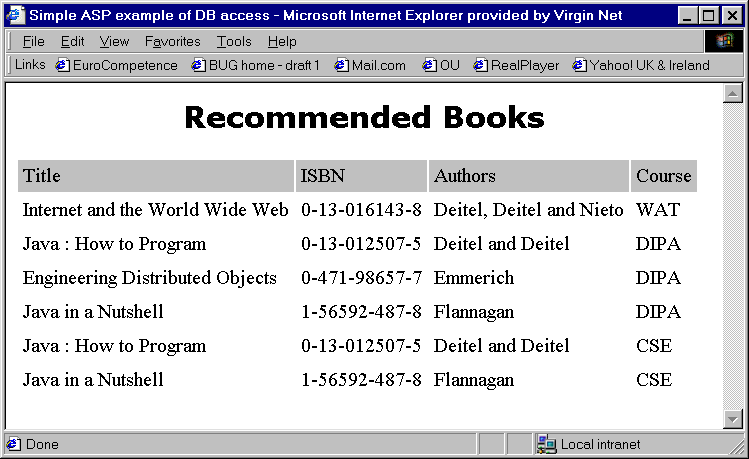 Simple ASP example of DB access - Microsoft Internet Explorer provided by Virgin Net
File Edit View Favorites Tools Help
Links EuroCompetence BUG home - draft 1 Mail.com OU RealPlayer Yahoo! UK & Ireland
Recommended Books
Title ISBN Authors Course
Internet and the World Wide Web 0-13-016143-8 Deitel, Deitel and Nieto WAT
Java : How to Program 0-13-012507-5 Deitel and Deitel DIPA
Engineering Distributed Objects 0-471-98657-7 Emmerich DIPA
Java in a Nutshell 1-56592-487-8 Flannagan DIPA
Java : How to Program 0-13-012507-5 Deitel and Deitel CSE
Java in a Nutshell 1-56592-487-8 Flannagan CSE
Done Local intranet